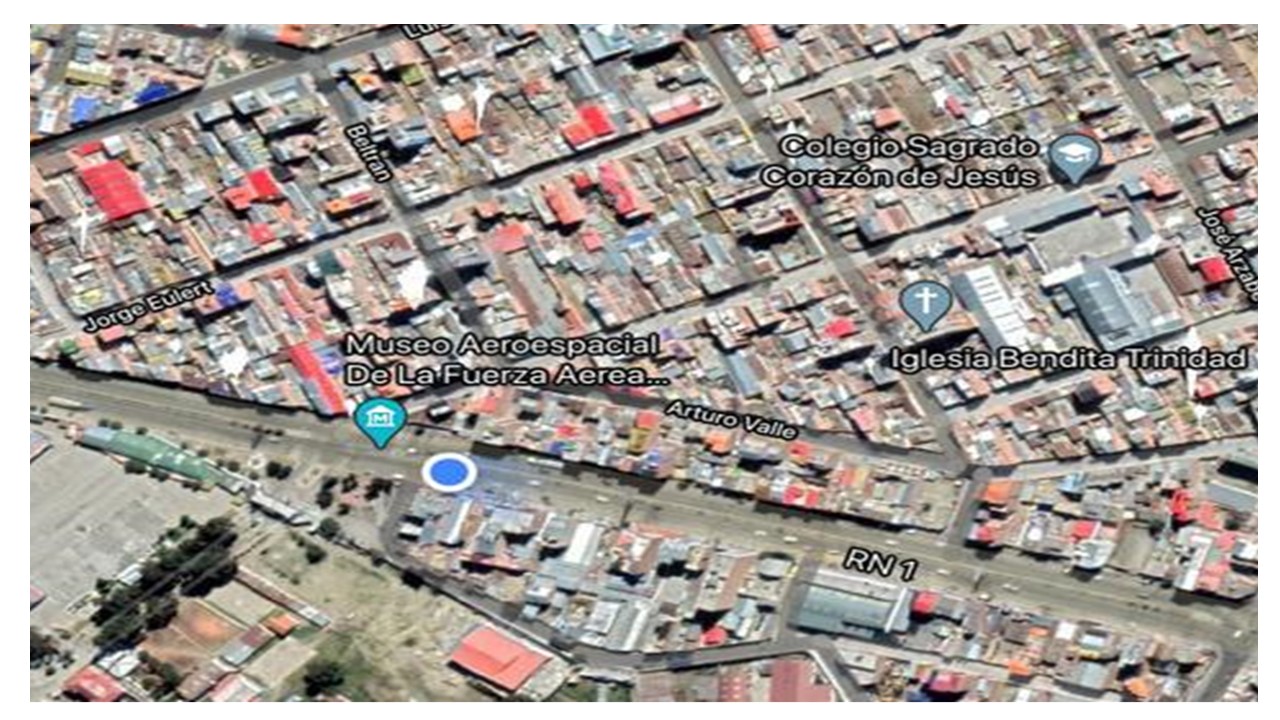 Beltran
Colegio Sagrado
Corazón de Jesús
Jorge Eulert
Museo Aeroespacial
De La Fuerza Aerea...
Iglesia Bendita Trinidad
Arturo Valle
RN 1
José